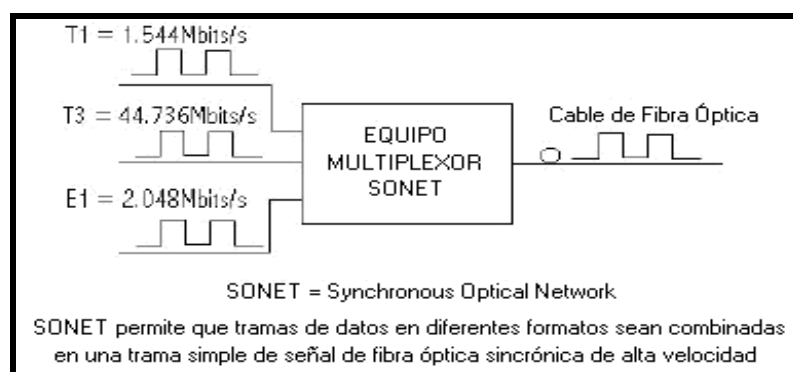 T1 = 1.544Mbits/s
T3 = 44.736Mbits/s
E1 = 2.048Mbits/s
EQUIPO
MULTIPLEXOR
SONET
Cable de Fibra Óptica
SONET = Synchronous Optical Network
SONET permite que tramas de datos en diferentes formatos sean combinadas
en una trama simple de señal de fibra óptica sincrónica de alta velocidad